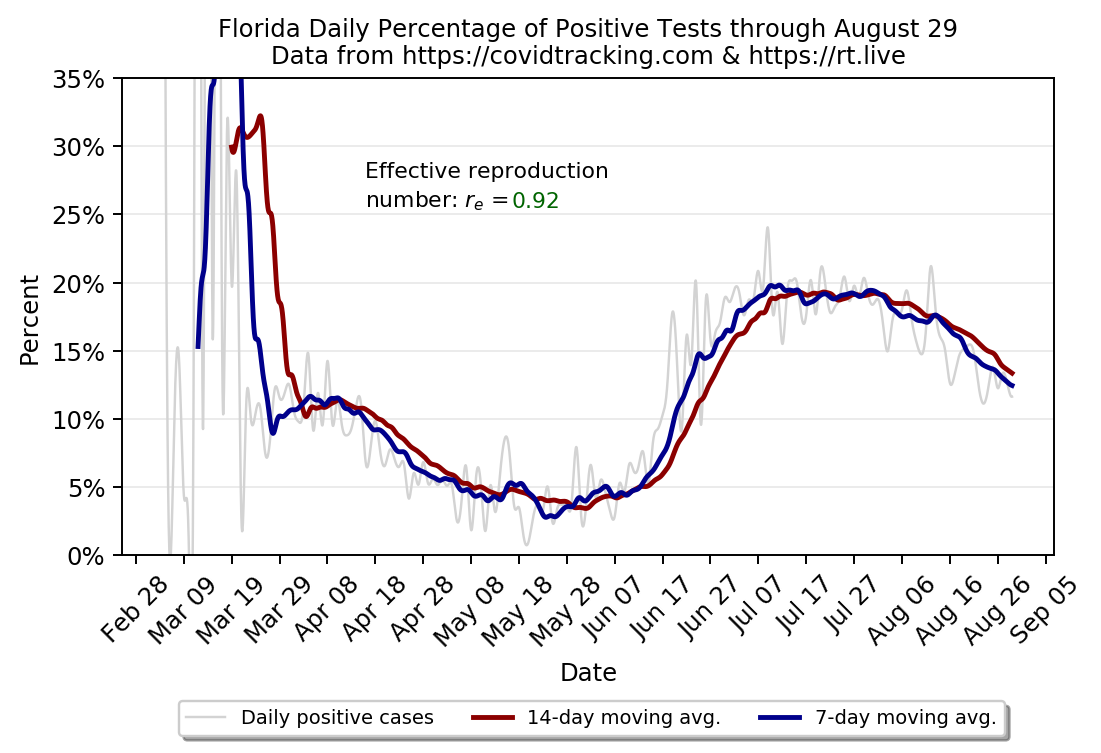 Florida Daily Percentage of Positive Tests through August 29
Data from https://covidtracking.com & https://rt.live
35%
30%
25%
20%
15%
10%
5%
0%
Percent
Effective reproduction
number: rₑ = 0.92
Feb 28
Mar 09
Mar 19
Mar 29
Apr 08
Apr 18
Apr 28
May 08
May 18
May 28
Jun 07
Jun 17
Jun 27
Jul 07
Jul 17
Jul 27
Aug 06
Aug 16
Aug 26
Sep 05
Date
Daily positive cases
14-day moving avg.
7-day moving avg.